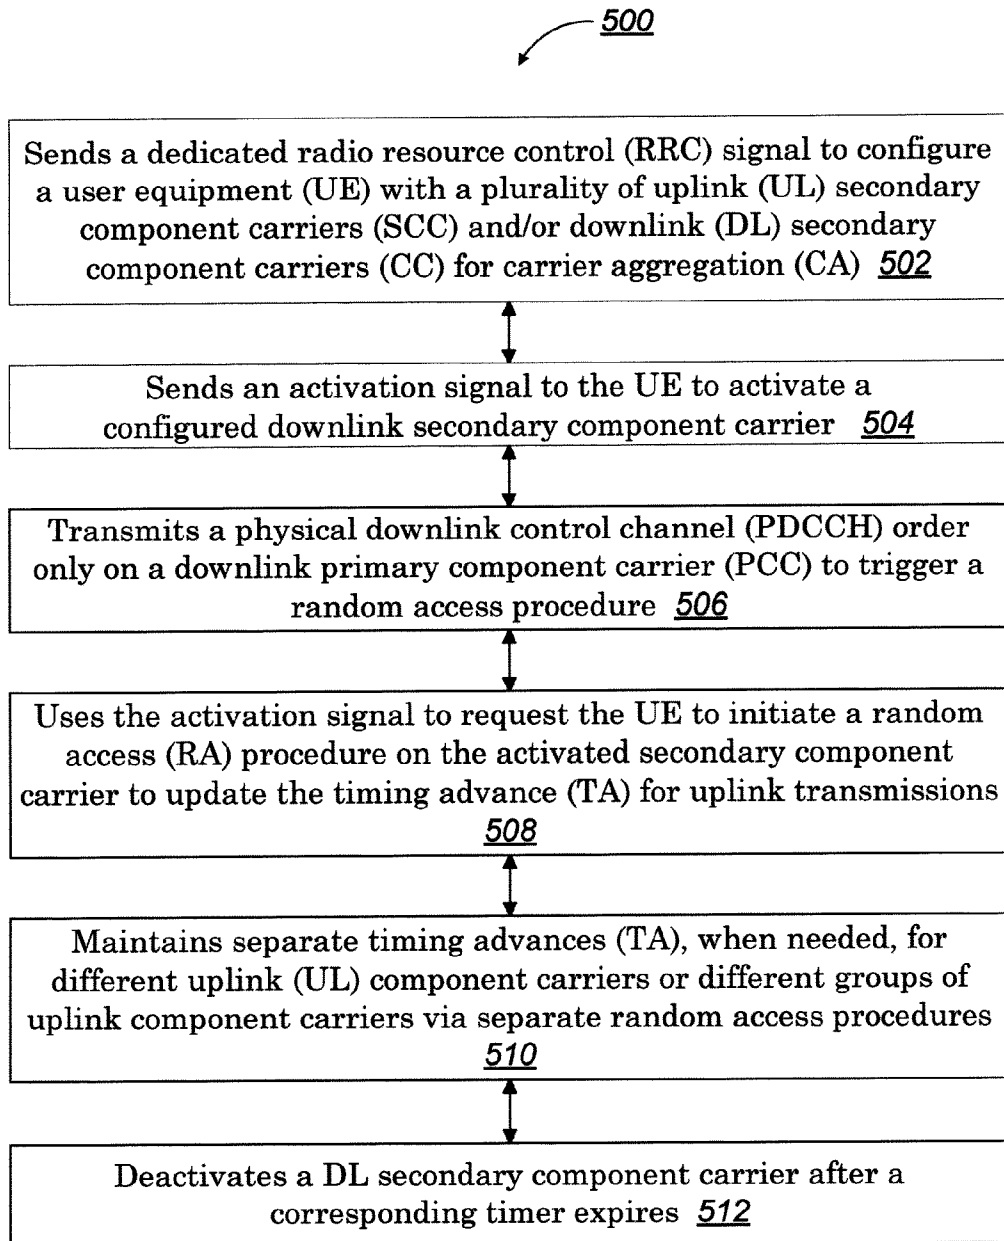 500
Sends a dedicated radio resource control (RRC) signal to configure
a user equipment (UE) with a plurality of uplink (UL) secondary
component carriers (SCC) and/or downlink (DL) secondary
component carriers (CC) for carrier aggregation (CA) 502
Sends an activation signal to the UE to activate a
configured downlink secondary component carrier 504
Transmits a physical downlink control channel (PDCCH) order
only on a downlink primary component carrier (PCC) to trigger a
random access procedure 506
Uses the activation signal to request the UE to initiate a random
access (RA) procedure on the activated secondary component
carrier to update the timing advance (TA) for uplink transmissions
508
Maintains separate timing advances (TA), when needed, for
different uplink (UL) component carriers or different groups of
uplink component carriers via separate random access procedures
510
Deactivates a DL secondary component carrier after a
corresponding timer expires 512